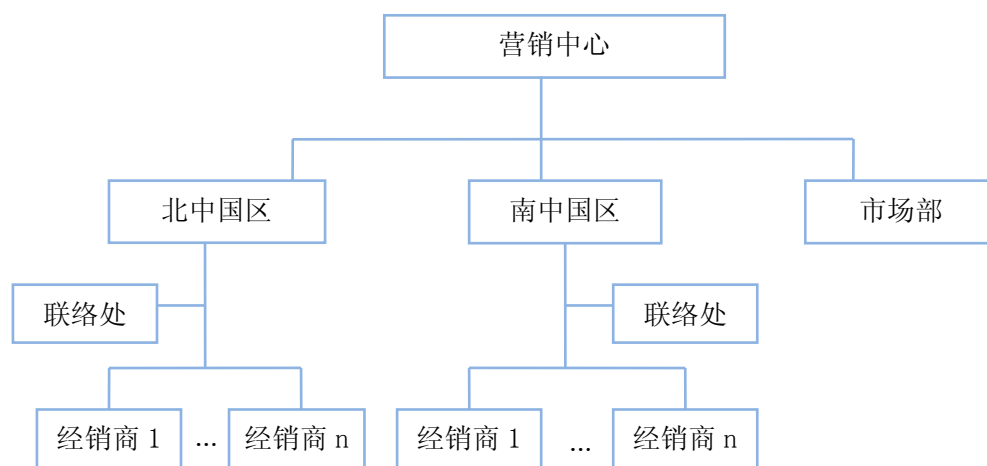 营销中心
北中国区
南中国区
市场部
联络处
联络处
经销商 1
...
经销商 n
经销商 1
...
经销商 n